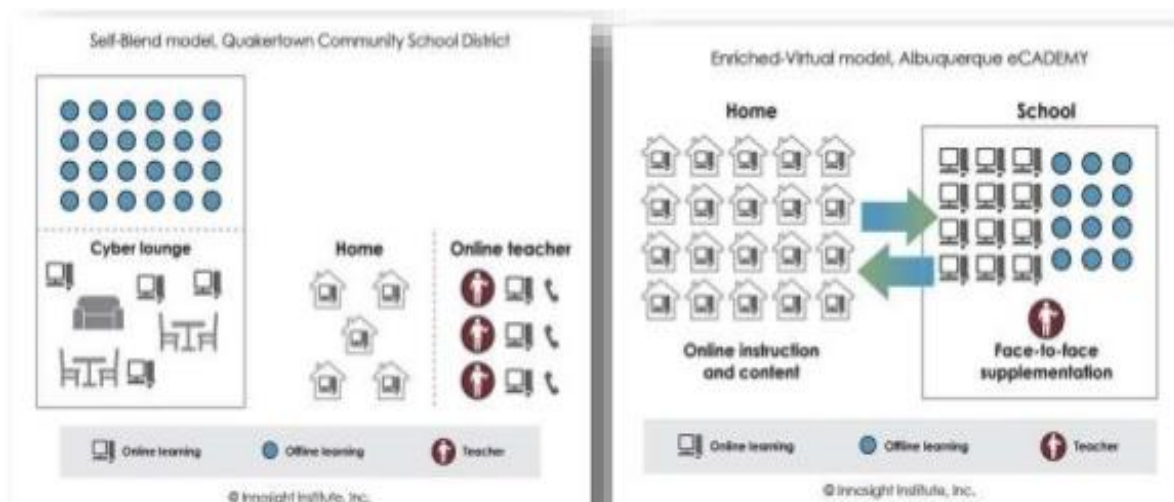 Self-Blend model, Quakertown Community School District
Cyber lounge
Home
Online teacher
Online learning
Offline learning
Teacher
© Innosight Institute, Inc.
Enriched-Virtual model, Albuquerque eCADEMY
Home
School
Online instruction
and content
Face-to-face
supplementation
Online learning
Offline learning
Teacher
© Innosight Institute, Inc.